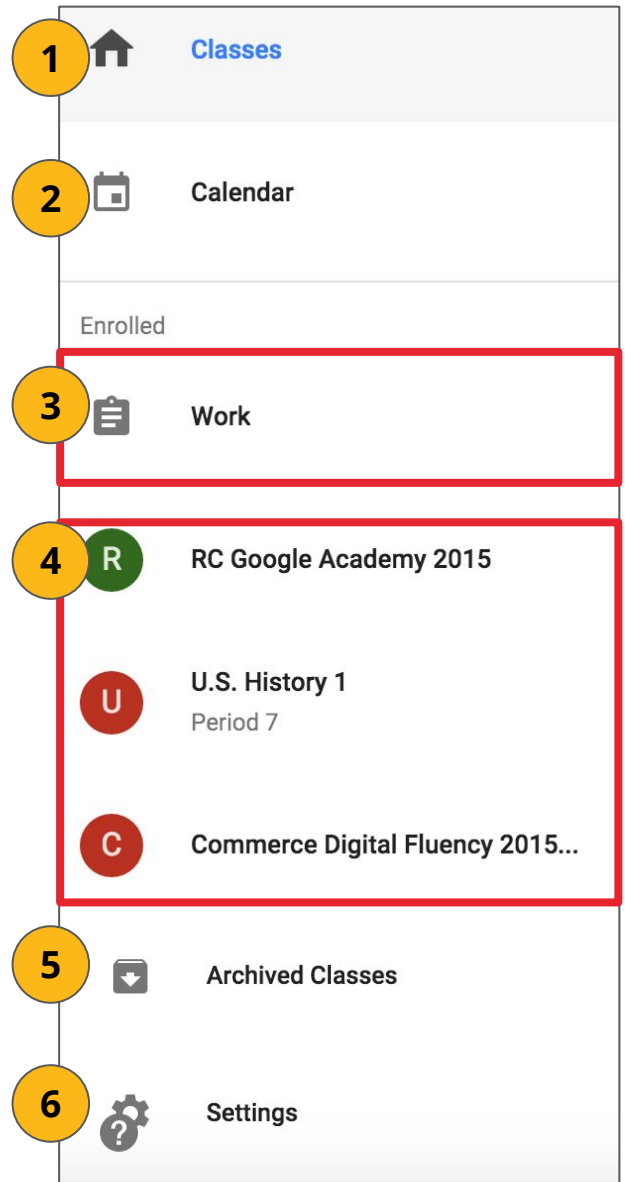 1 Classes
2 Calendar
Enrolled
3 Work
4 R RC Google Academy 2015
U U.S. History 1
Period 7
C Commerce Digital Fluency 2015...
5 Archived Classes
6 ? Settings